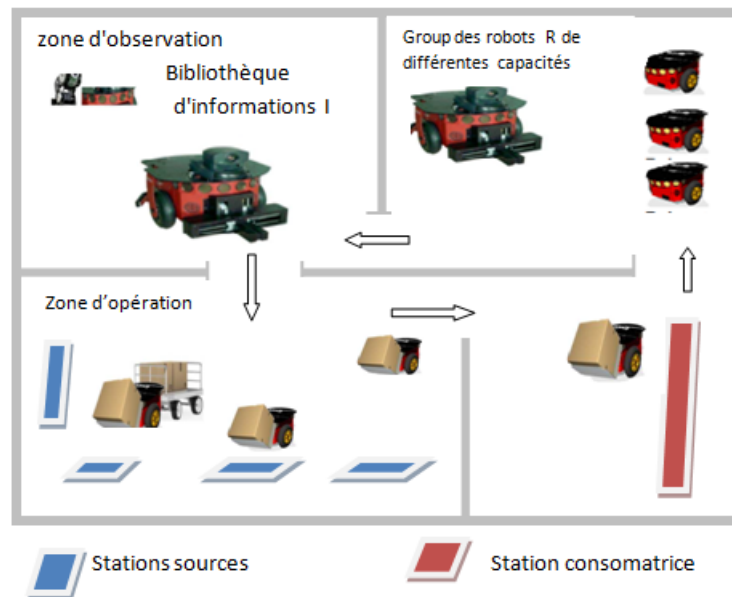 zone d'observation
Bibliothèque
d'informations I
Group des robots R de
différentes capacités
Zone d'opération
Stations sources
Station consomatrice